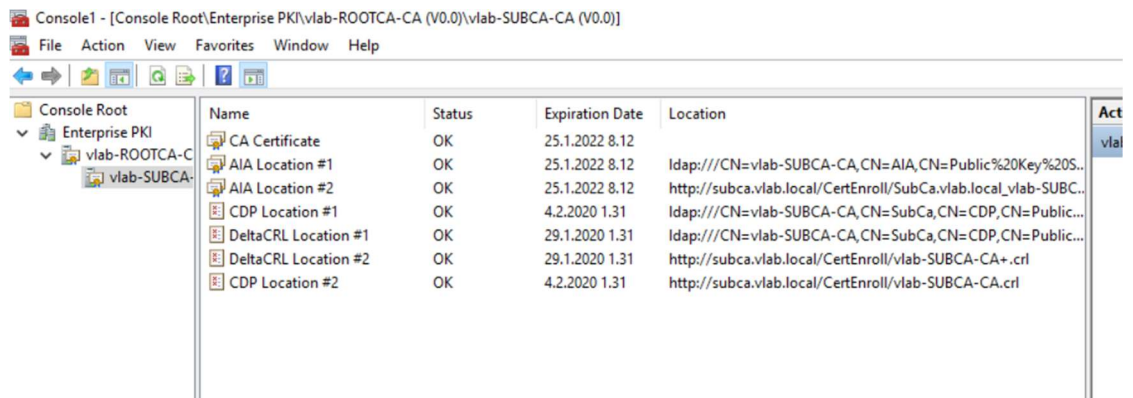 Console1 - [Console Root\Enterprise PKI\vlab-ROOTCA-CA (V0.0)\vlab-SUBCA-CA (V0.0)]
File Action View Favorites Window Help
Console Root
Enterprise PKI
vlab-ROOTCA-C
vlab-SUBCA-
Name Status Expiration Date Location
CA Certificate OK 25.1.2022 8.12
AIA Location #1 OK 25.1.2022 8.12 ldap:///CN=vlab-SUBCA-CA,CN=AIA,CN=Public%20Key%20S...
AIA Location #2 OK 25.1.2022 8.12 http://subca.vlab.local/CertEnroll/SubCa.vlab.local_vlab-SUBC...
CDP Location #1 OK 4.2.2020 1.31 ldap:///CN=vlab-SUBCA-CA,CN=SubCa,CN=CDP,CN=Public...
DeltaCRL Location #1 OK 29.1.2020 1.31 ldap:///CN=vlab-SUBCA-CA,CN=SubCa,CN=CDP,CN=Public...
DeltaCRL Location #2 OK 29.1.2020 1.31 http://subca.vlab.local/CertEnroll/vlab-SUBCA-CA+.crl
CDP Location #2 OK 4.2.2020 1.31 http://subca.vlab.local/CertEnroll/vlab-SUBCA-CA.crl
Act
vlal